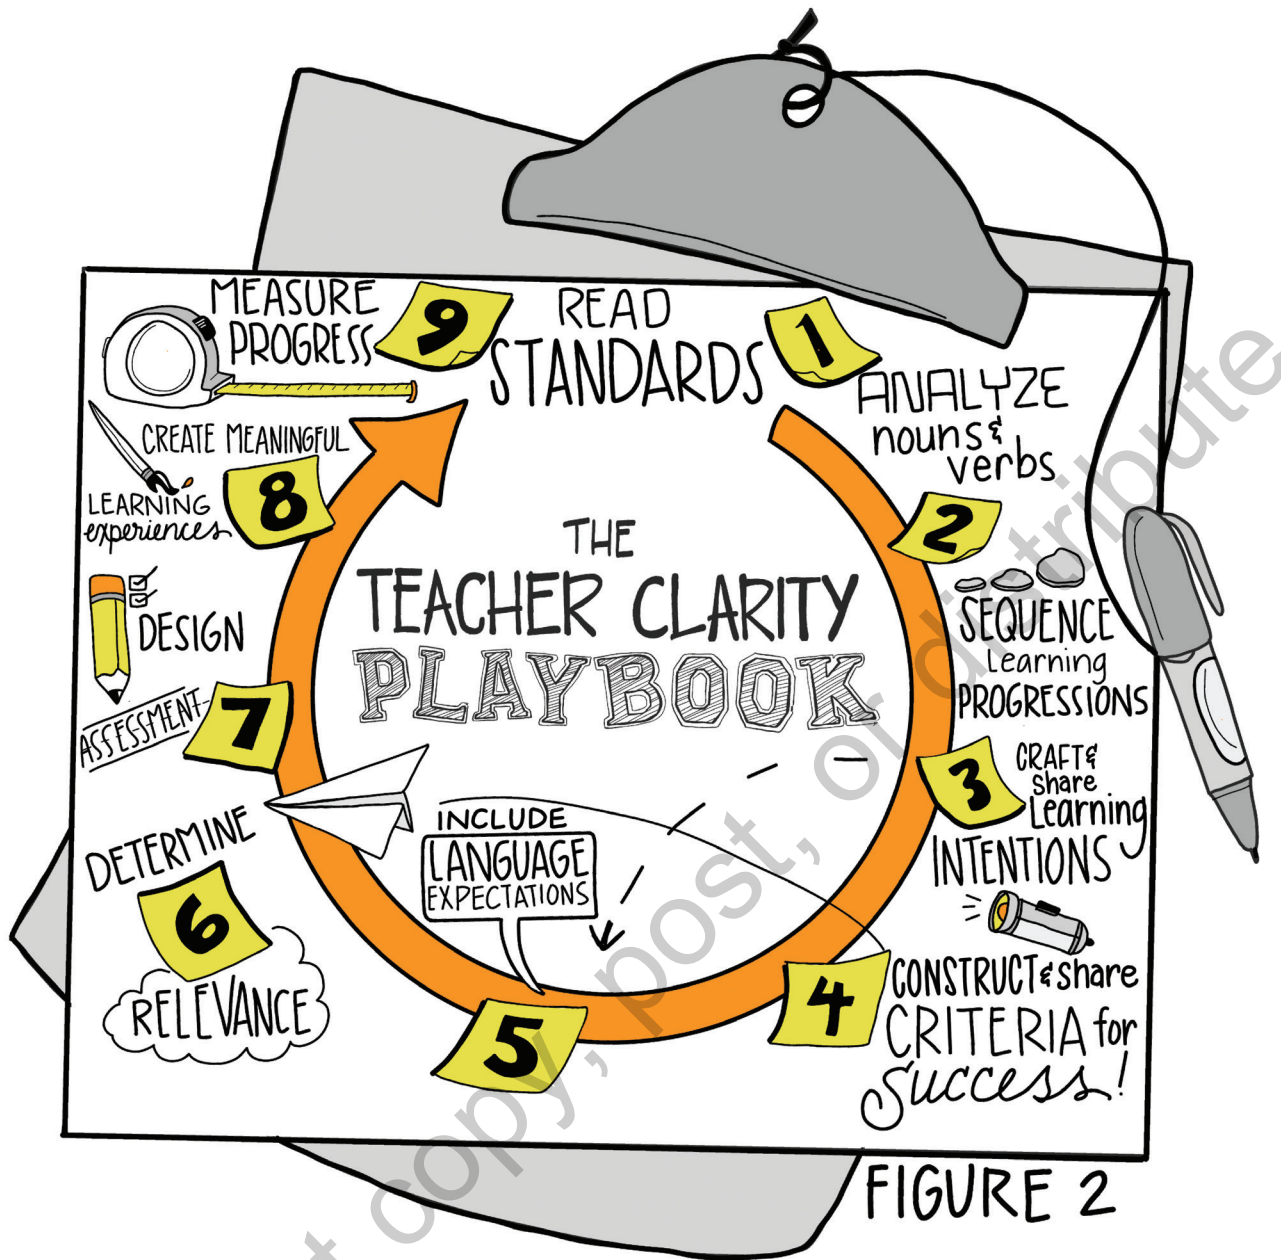 READ
STANDARDS
1
ANALYZE
nouns &
verbs
2
SEQUENCE
Learning
PROGRESSIONS
3
CRAFT &
share
Learning
INTENTIONS
4
CONSTRUCT & share
CRITERIA for
Success!
5
INCLUDE
LANGUAGE
EXPECTATIONS
DETERMINE
6
RELEVANCE
DESIGN
ASSESSMENT
7
CREATE MEANINGFUL
8
LEARNING
experiences
MEASURE
PROGRESS
9
THE
TEACHER CLARITY
PLAYBOOK
FIGURE 2
t copy, post, or distribute